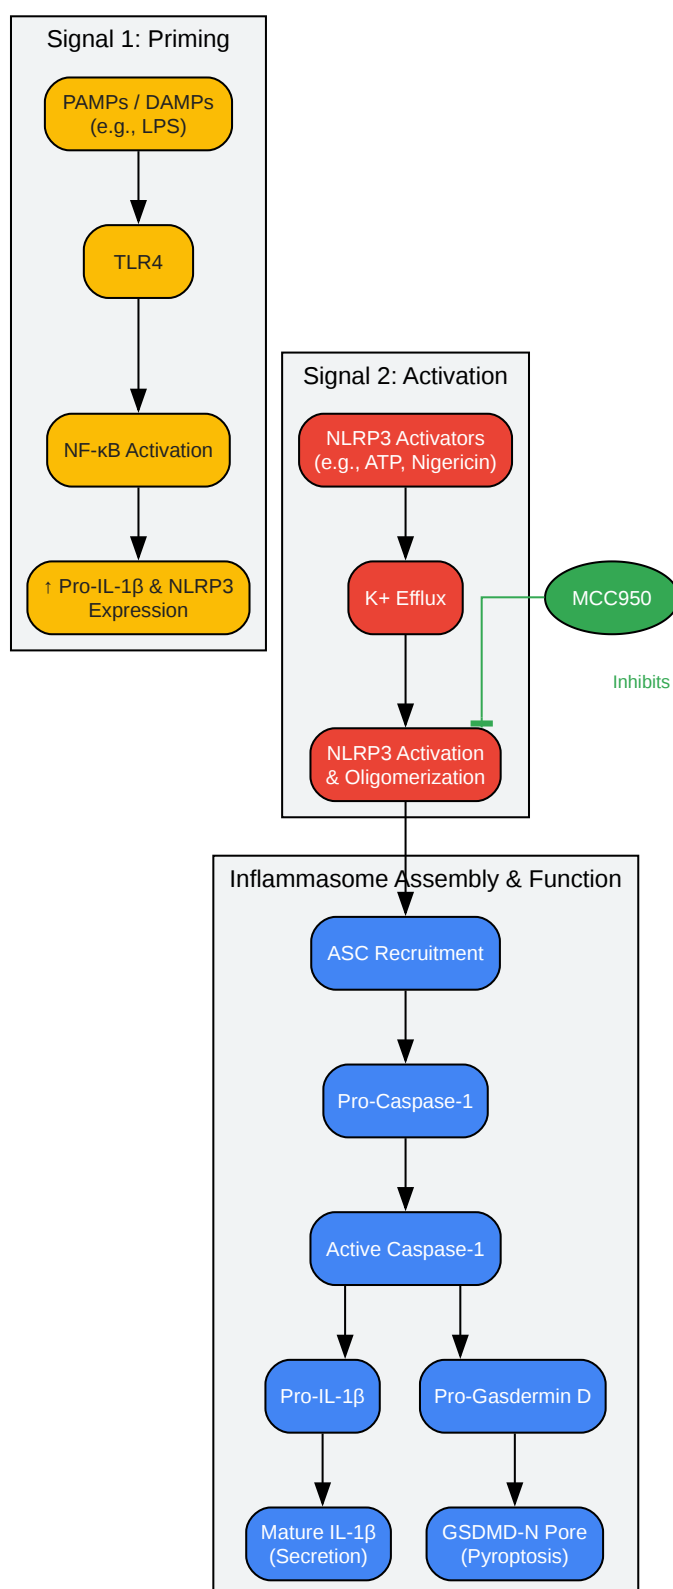 Signal 1: Priming
PAMPs / DAMPs
(e.g., LPS)
TLR4
NF-κB Activation
↑ Pro-IL-1β & NLRP3
Expression
Signal 2: Activation
NLRP3 Activators
(e.g., ATP, Nigericin)
K+ Efflux
MCC950
Inhibits
NLRP3 Activation
& Oligomerization
Inflammasome Assembly & Function
ASC Recruitment
Pro-Caspase-1
Active Caspase-1
Pro-IL-1β
Pro-Gasdermin D
Mature IL-1β
(Secretion)
GSDMD-N Pore
(Pyroptosis)